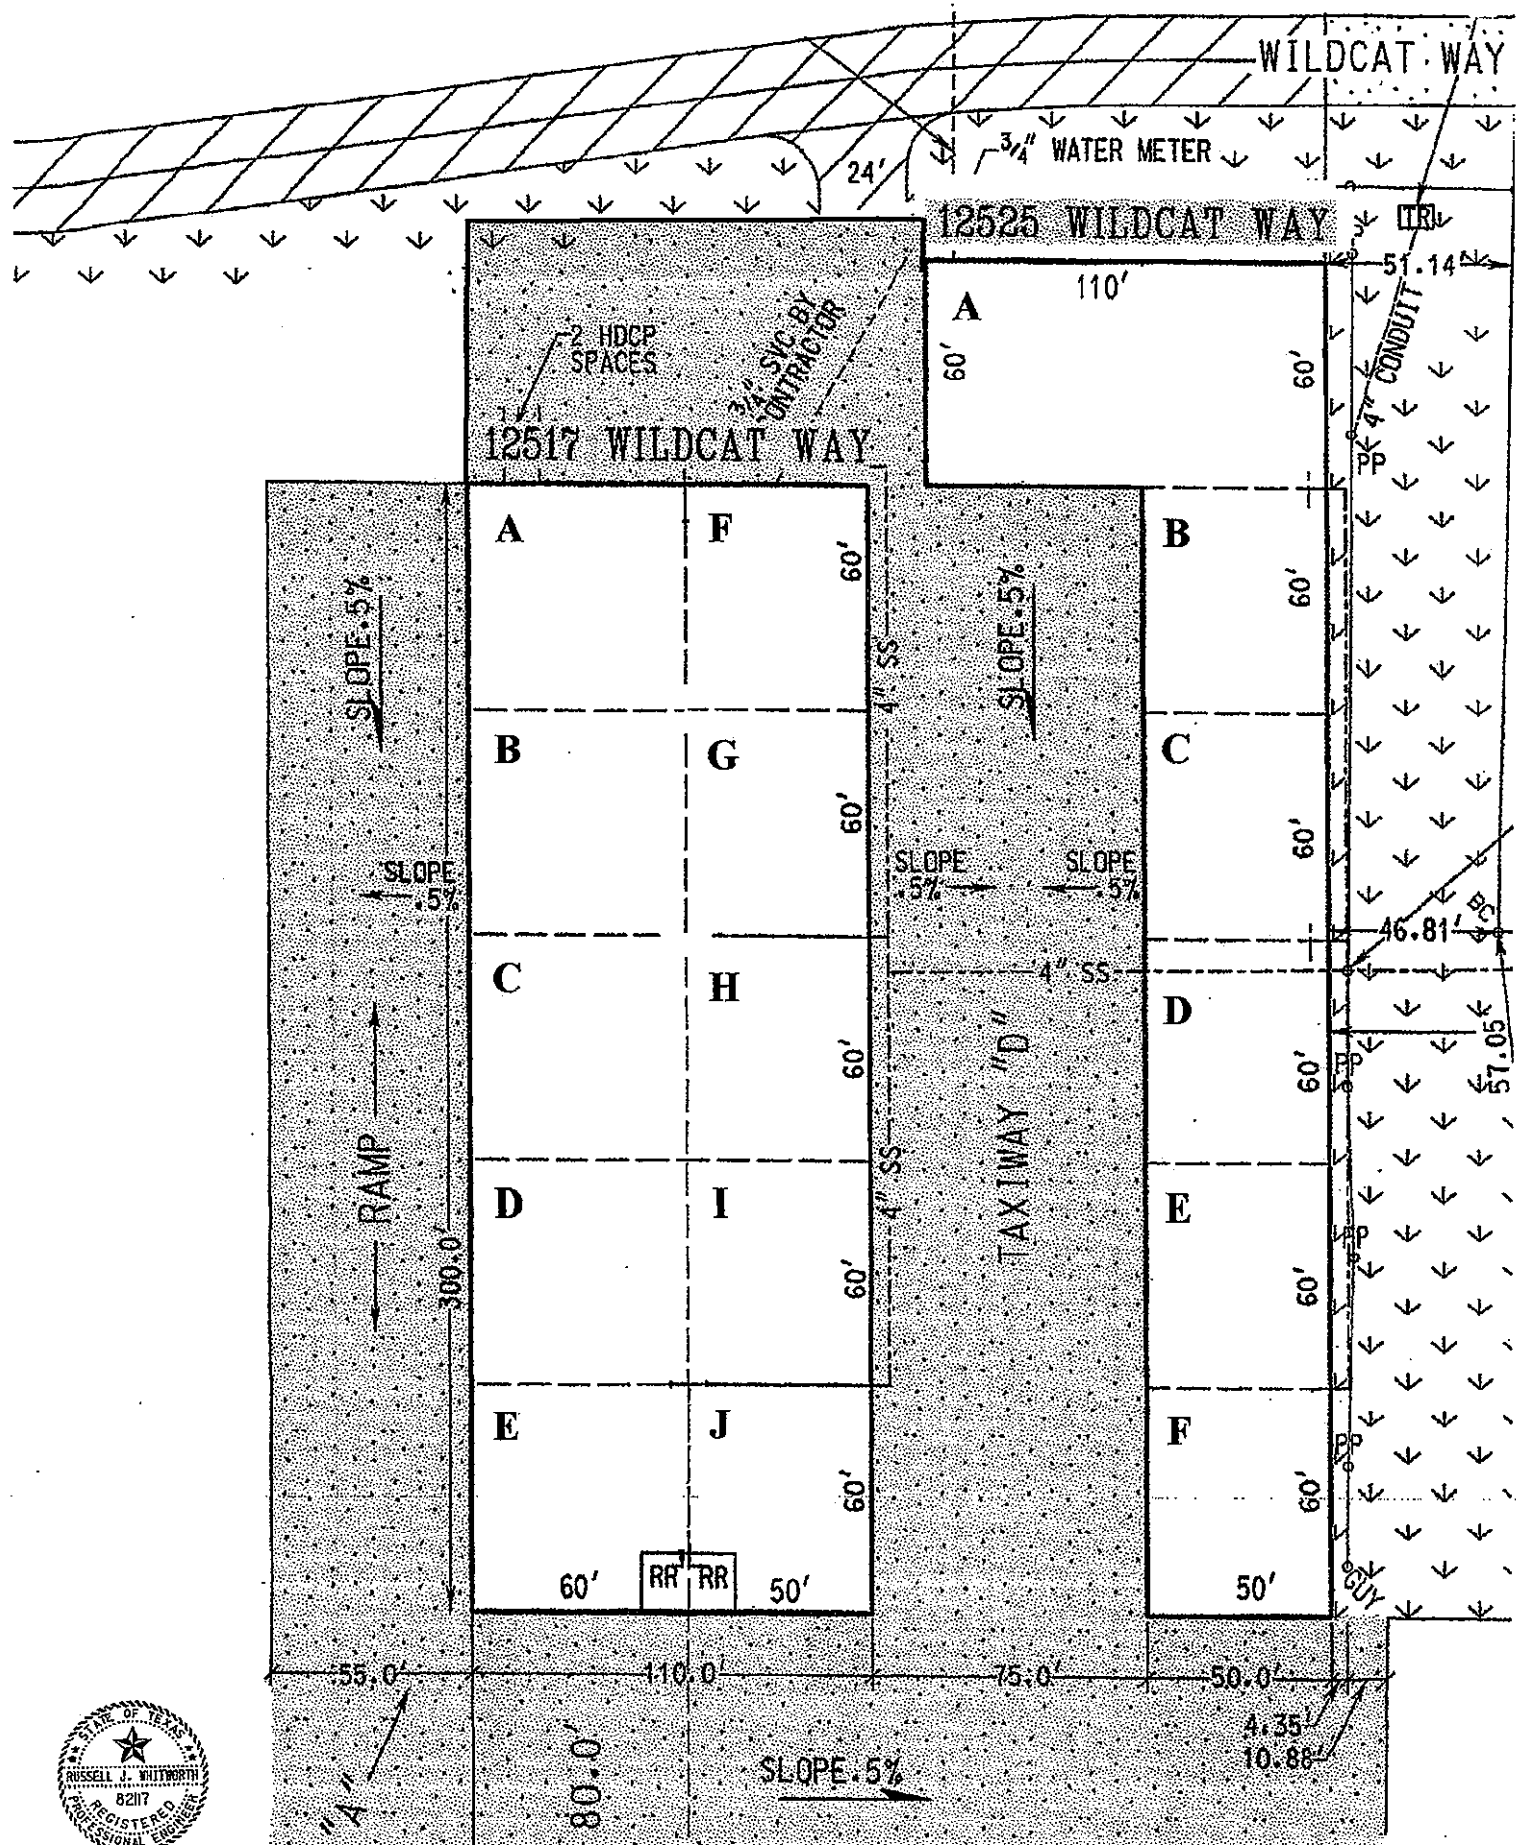 WILDCAT WAY
3/4" WATER METER
24'
12525 WILDCAT WAY
TR
51.14'
110'
A
60'
60'
4" CONDUIT
2 HDCP
SPACES
3/4" SVC BY
ONTRACTOR
12517 WILDCAT WAY
PP
A
F
60'
B
60'
SLOPE.5%
SLOPE.5%
4" SS
B
G
60'
C
60'
SLOPE
.5%
SLOPE
.5%
SLOPE
.5%
BC
46.81'
4" SS
C
H
60'
D
60'
PP
57.05
TAXIWAY "D"
RAMP
300.0'
D
I
60'
4" SS
E
60'
PP
E
J
60'
F
60'
PP
60'
RR
RR
50'
50'
GUY
55.0'
110.0'
75.0'
50.0'
4.35'
10.88'
"A"
80.0'
SLOPE.5%
STATE OF TEXAS
RUSSELL J. WHITWORTH
82117
REGISTERED
PROFESSIONAL ENGINEER